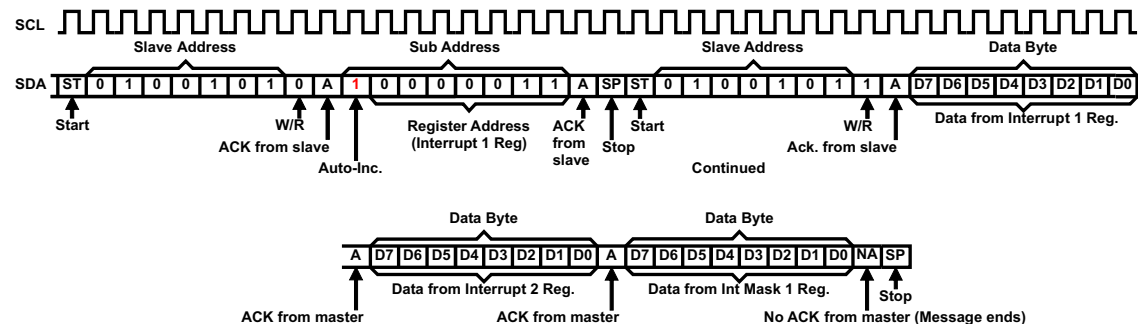 SCL
Slave Address Sub Address Slave Address Data Byte
SDA ST 0 1 0 0 1 0 1 0 A 1 0 0 0 0 0 1 1 A SP ST 0 1 0 0 1 0 1 1 A D7 D6 D5 D4 D3 D2 D1 D0
Start W/R Register Address ACK Start W/R Data from Interrupt 1 Reg.
ACK from slave (Interrupt 1 Reg) from Stop Ack. from slave
Auto-Inc. slave Continued
Data Byte Data Byte
A D7 D6 D5 D4 D3 D2 D1 D0 A D7 D6 D5 D4 D3 D2 D1 D0 NA SP
Data from Interrupt 2 Reg. Data from Int Mask 1 Reg. Stop
ACK from master ACK from master No ACK from master (Message ends)